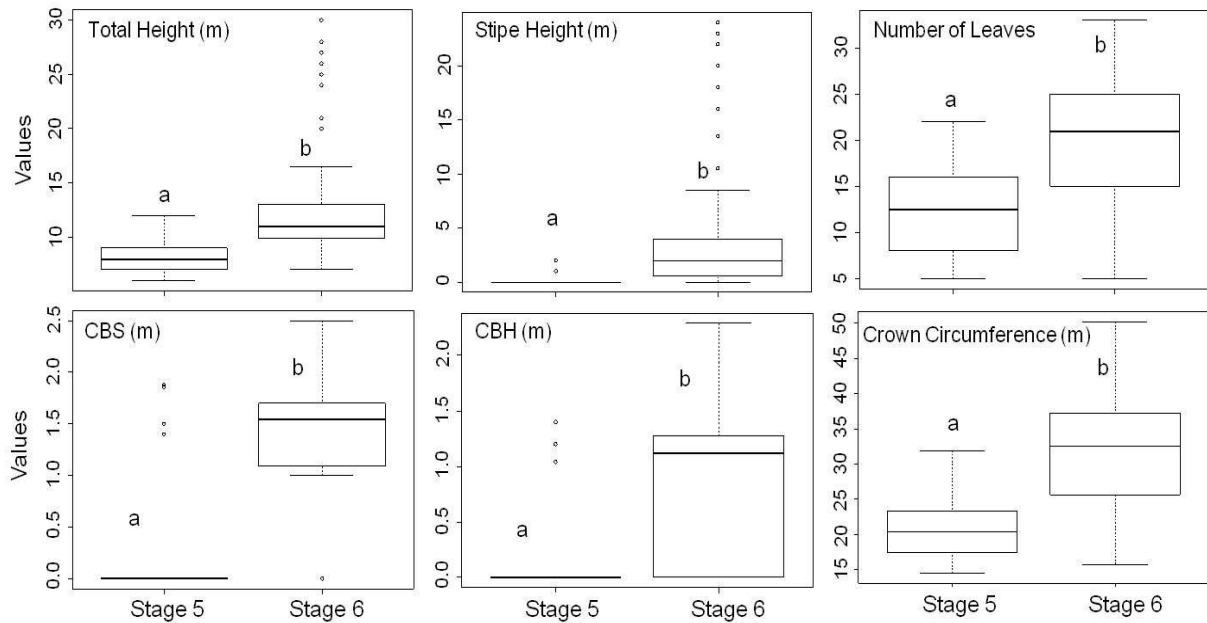 Total Height (m)
30
25
20
15
10
Values
a
b
Stipe Height (m)
20
15
10
5
0
a
b
Number of Leaves
30
25
20
15
10
5
a
b
CBS (m)
2.5
2.0
1.5
1.0
0.5
0.0
Values
a
b
Stage 5
Stage 6
CBH (m)
2.0
1.5
1.0
0.5
0.0
a
b
Stage 5
Stage 6
Crown Circumference (m)
50
45
40
35
30
25
20
15
a
b
Stage 5
Stage 6